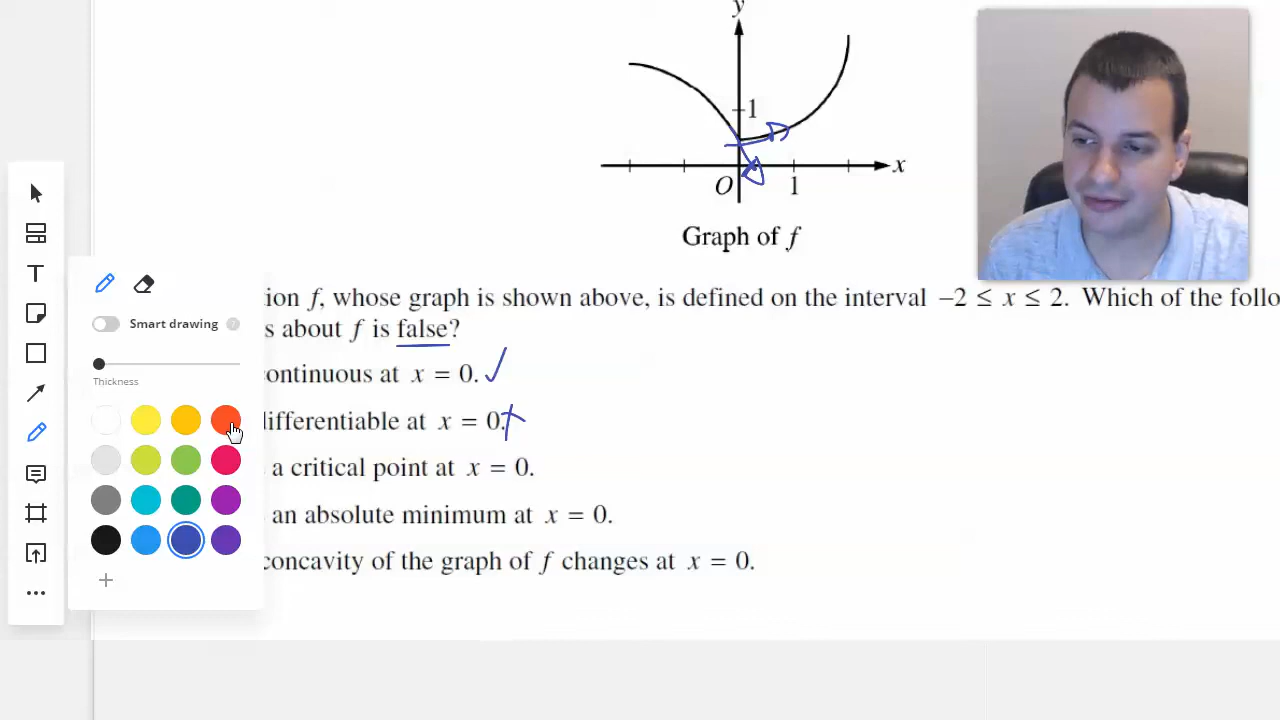 y
1
x
O
1
Graph of f
ion f, whose graph is shown above, is defined on the interval −2 ≤ x ≤ 2. Which of the follo
s about f is false?
ontinuous at x = 0.
ifferentiable at x = 0.
a critical point at x = 0.
an absolute minimum at x = 0.
concavity of the graph of f changes at x = 0.
T
Smart drawing ?
Thickness